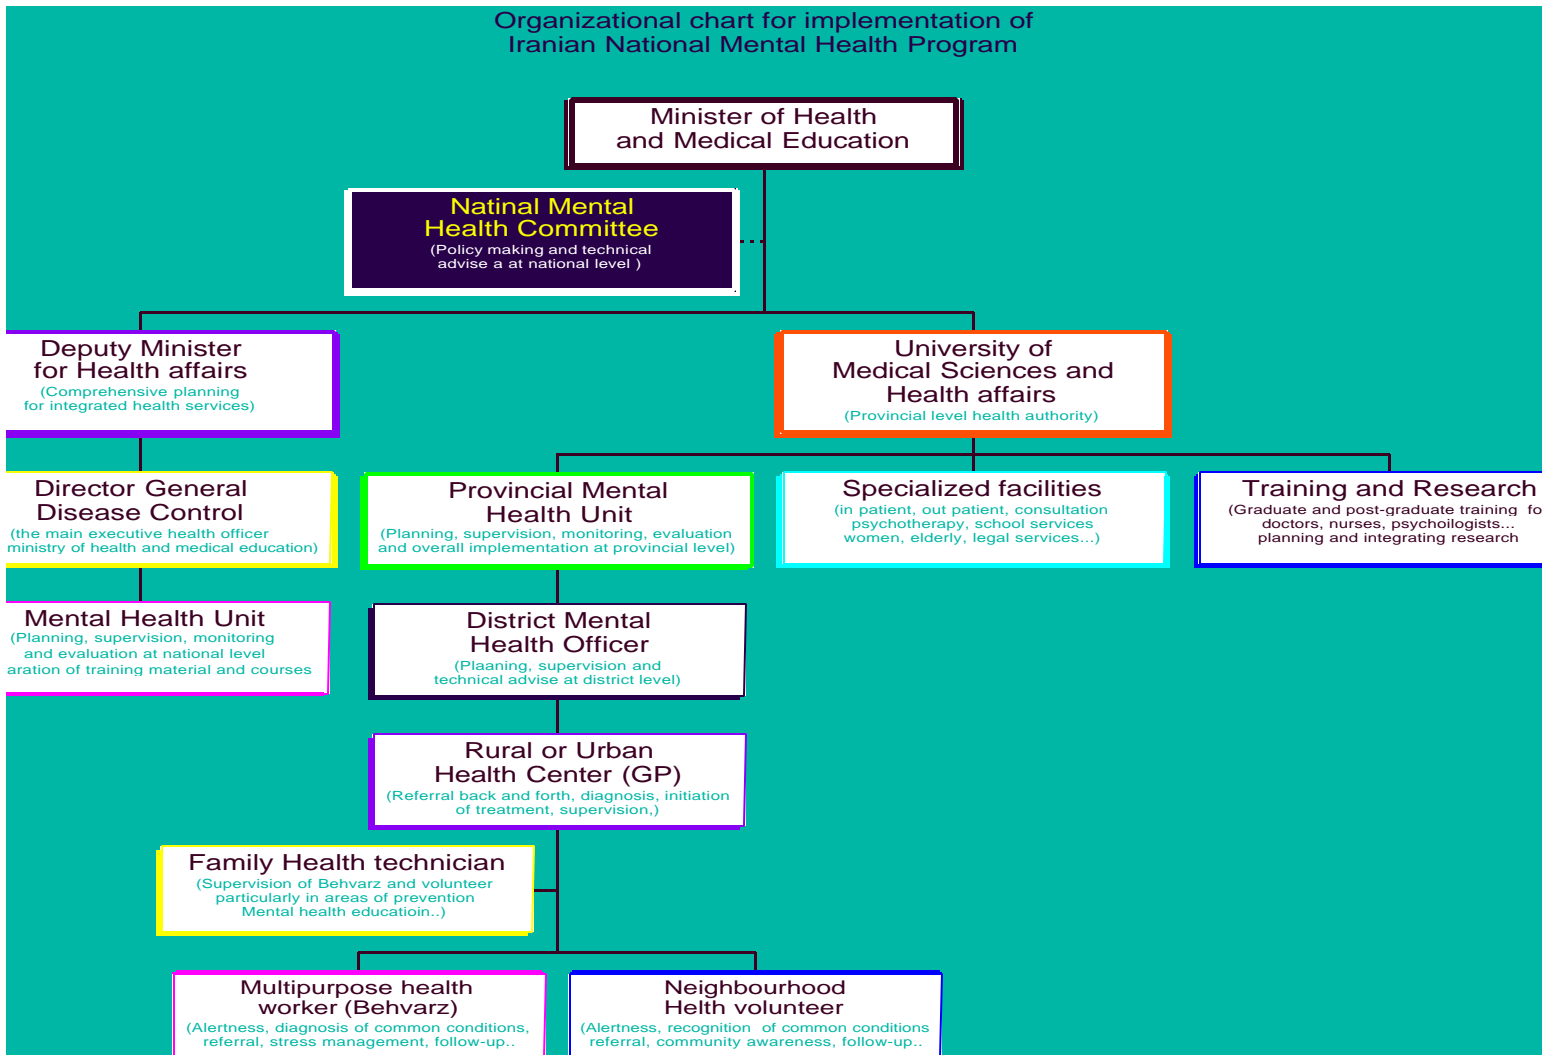 Organizational chart for implementation of
Iranian National Mental Health Program
Minister of Health
and Medical Education
Natinal Mental
Health Committee
(Policy making and technical
advise a at national level )
Deputy Minister
for Health affairs
(Comprehensive planning
for integrated health services)
University of
Medical Sciences and
Health affairs
(Provincial level health authority)
Director General
Disease Control
(the main executive health officer
ministry of health and medical education)
Provincial Mental
Health Unit
(Planning, supervision, monitoring, evaluation
and overall implementation at provincial level)
Specialized facilities
(in patient, out patient, consultation
psychotherapy, school services
women, elderly, legal services...)
Training and Research
(Graduate and post-graduate training fo
doctors, nurses, psychoilogists...
planning and integrating research
Mental Health Unit
(Planning, supervision, monitoring
and evaluation at national level
aration of training material and courses
District Mental
Health Officer
(Plaaning, supervision and
technical advise at district level)
Rural or Urban
Health Center (GP)
(Referral back and forth, diagnosis, initiation
of treatment, supervision,)
Family Health technician
(Supervision of Behvarz and volunteer
particularly in areas of prevention
Mental health educatioin..)
Multipurpose health
worker (Behvarz)
(Alertness, diagnosis of common conditions,
referral, stress management, follow-up..
Neighbourhood
Helth volunteer
(Alertness, recognition of common conditions
referral, community awareness, follow-up..